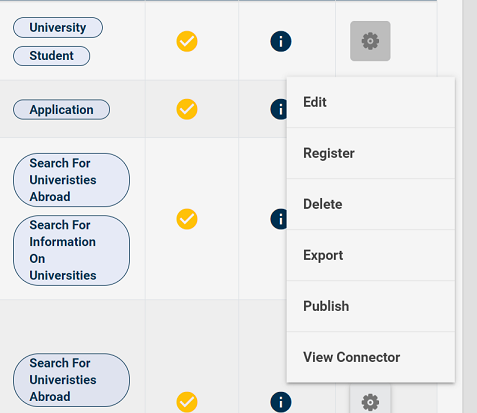 University
Student
Application
Search For
Univeristies
Abroad
Search For
Information
On
Universities
Search For
Univeristies
Abroad
Edit
Register
Delete
Export
Publish
View Connector